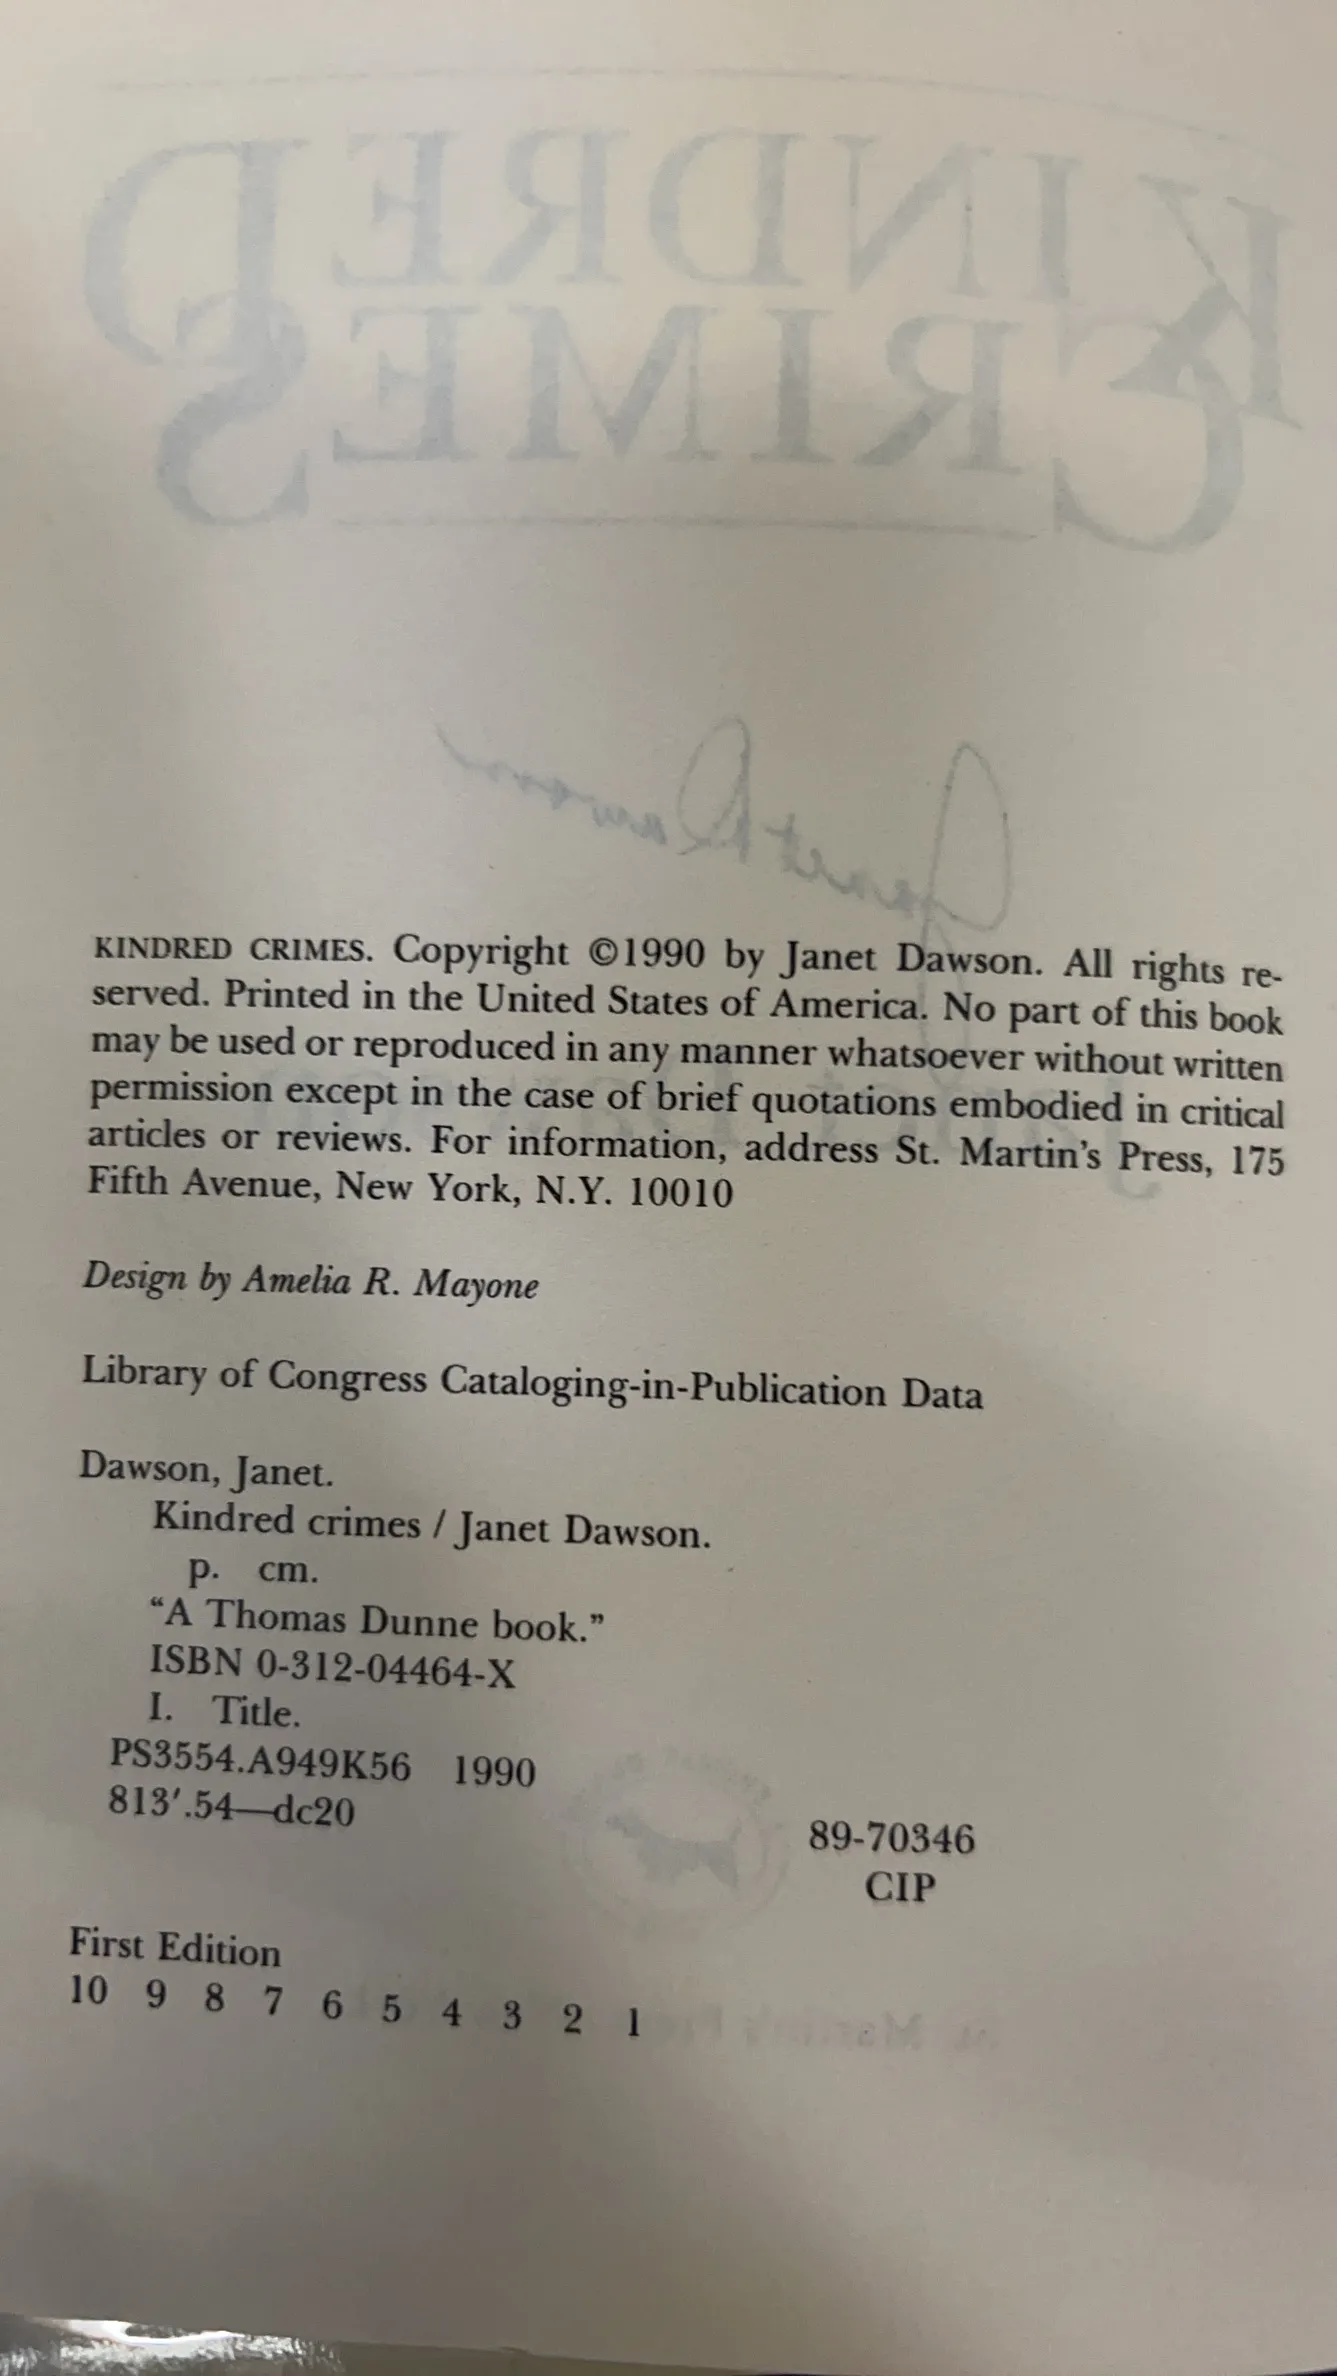 KINDRED
CRIMES
Janet Dawson
KINDRED CRIMES. Copyright ©1990 by Janet Dawson. All rights re-
served. Printed in the United States of America. No part of this book
may be used or reproduced in any manner whatsoever without written
permission except in the case of brief quotations embodied in critical
articles or reviews. For information, address St. Martin's Press, 175
Fifth Avenue, New York, N.Y. 10010
Design by Amelia R. Mayone
Library of Congress Cataloging-in-Publication Data
Dawson, Janet.
Kindred crimes / Janet Dawson.
p. cm.
“A Thomas Dunne book.”
ISBN 0-312-04464-X
I. Title.
PS3554.A949K56 1990
813′.54—dc20
89-70346
CIP
First Edition
10 9 8 7 6 5 4 3 2 1